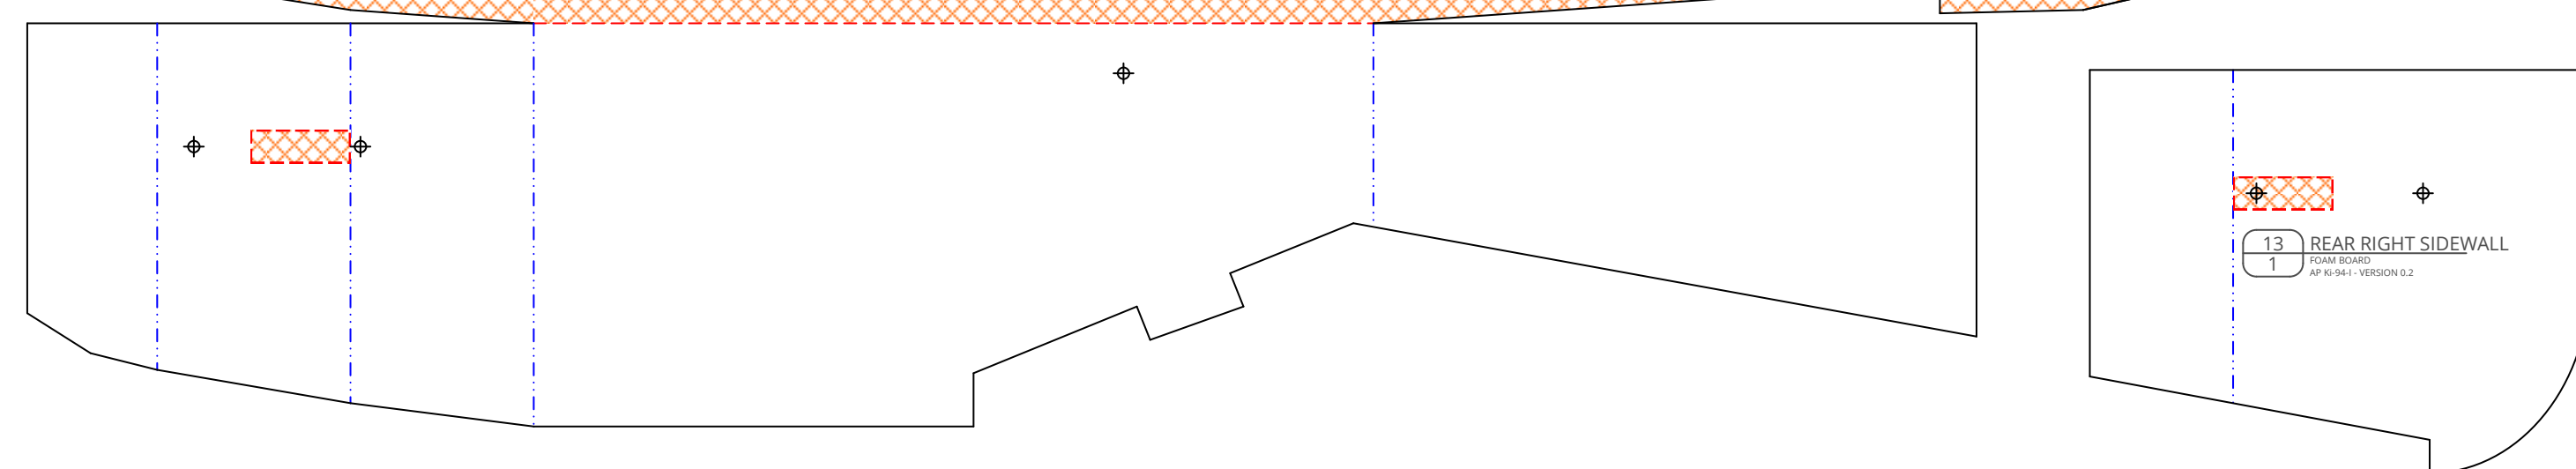 13
1
REAR RIGHT SIDEWALL
FOAM BOARD
AP Ki-94-I - VERSION 0.2